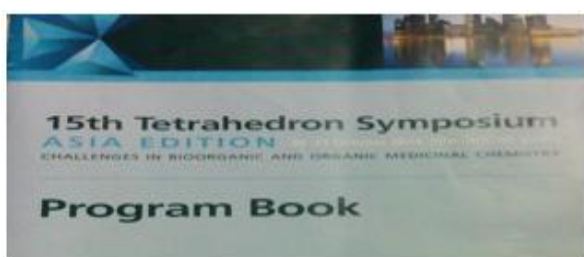 15th Tetrahedron Symposium
ASIA EDITION
CHALLENGES IN BIOORGANIC AND ORGANIC MEDICINAL CHEMISTRY
Program Book